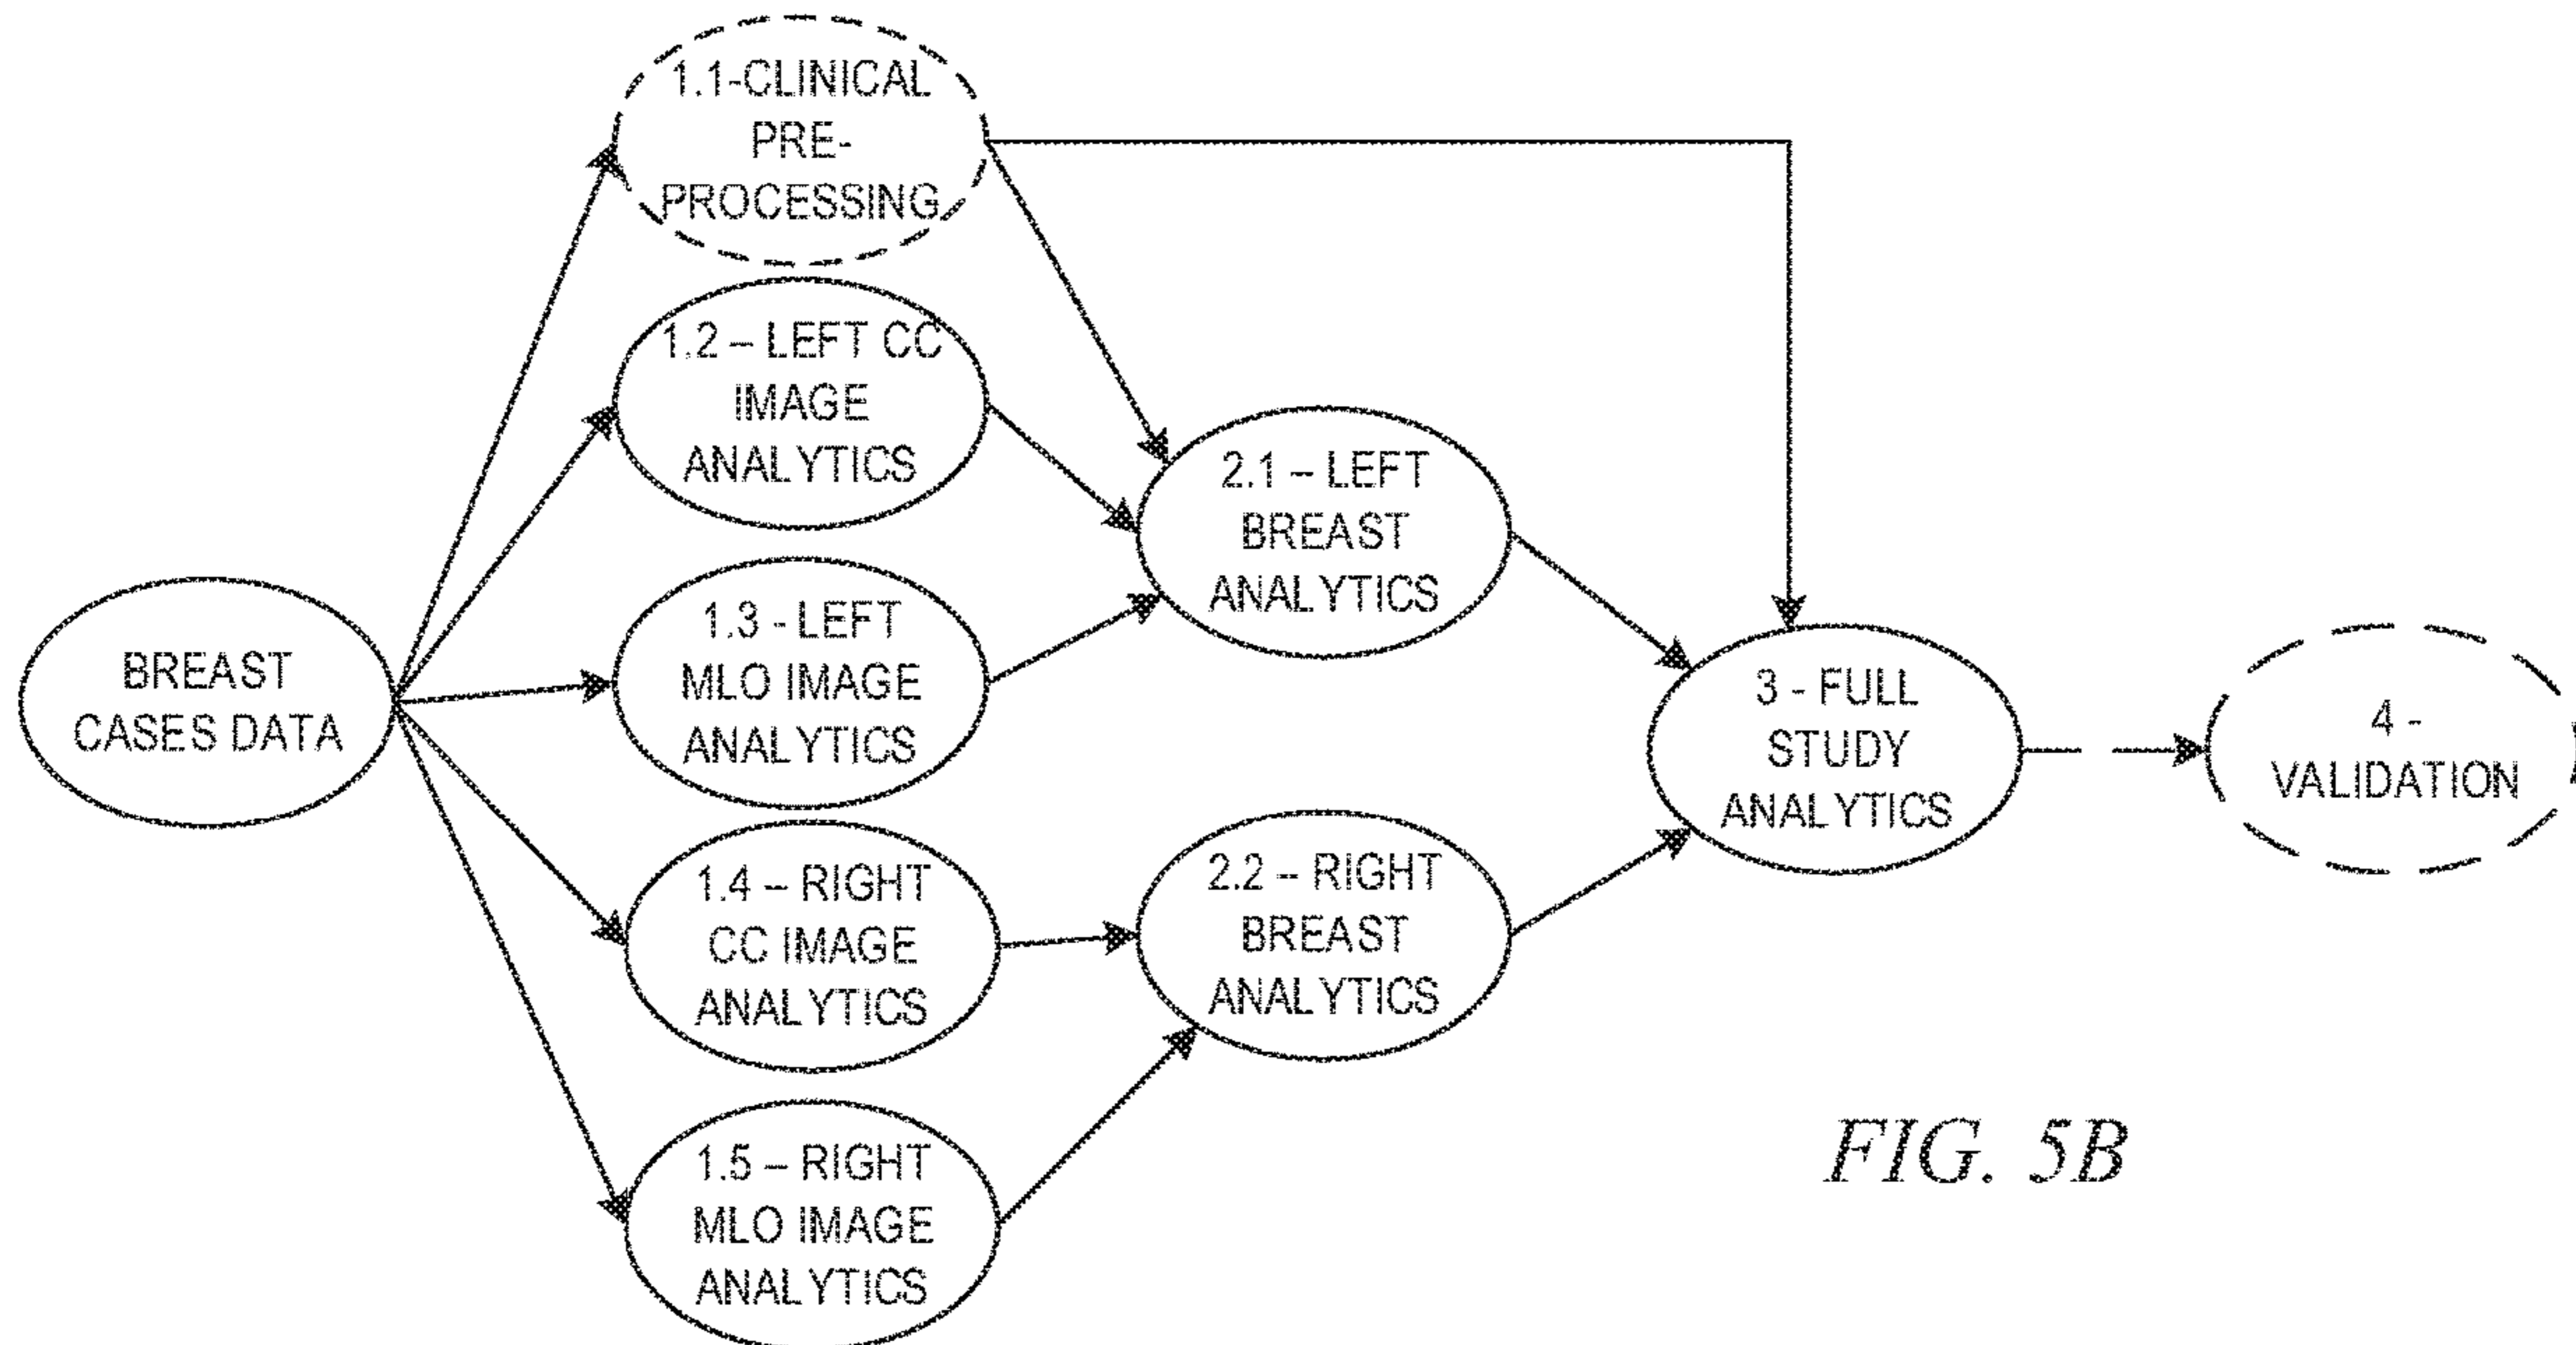 1.1-CLINICAL
PRE-
PROCESSING
1.2 – LEFT CC
IMAGE
ANALYTICS
2.1 – LEFT
BREAST
ANALYTICS
BREAST
CASES DATA
1.3 - LEFT
MLO IMAGE
ANALYTICS
3 - FULL
STUDY
ANALYTICS
4 -
VALIDATION
1.4 – RIGHT
CC IMAGE
ANALYTICS
2.2 – RIGHT
BREAST
ANALYTICS
1.5 – RIGHT
MLO IMAGE
ANALYTICS
FIG. 5B